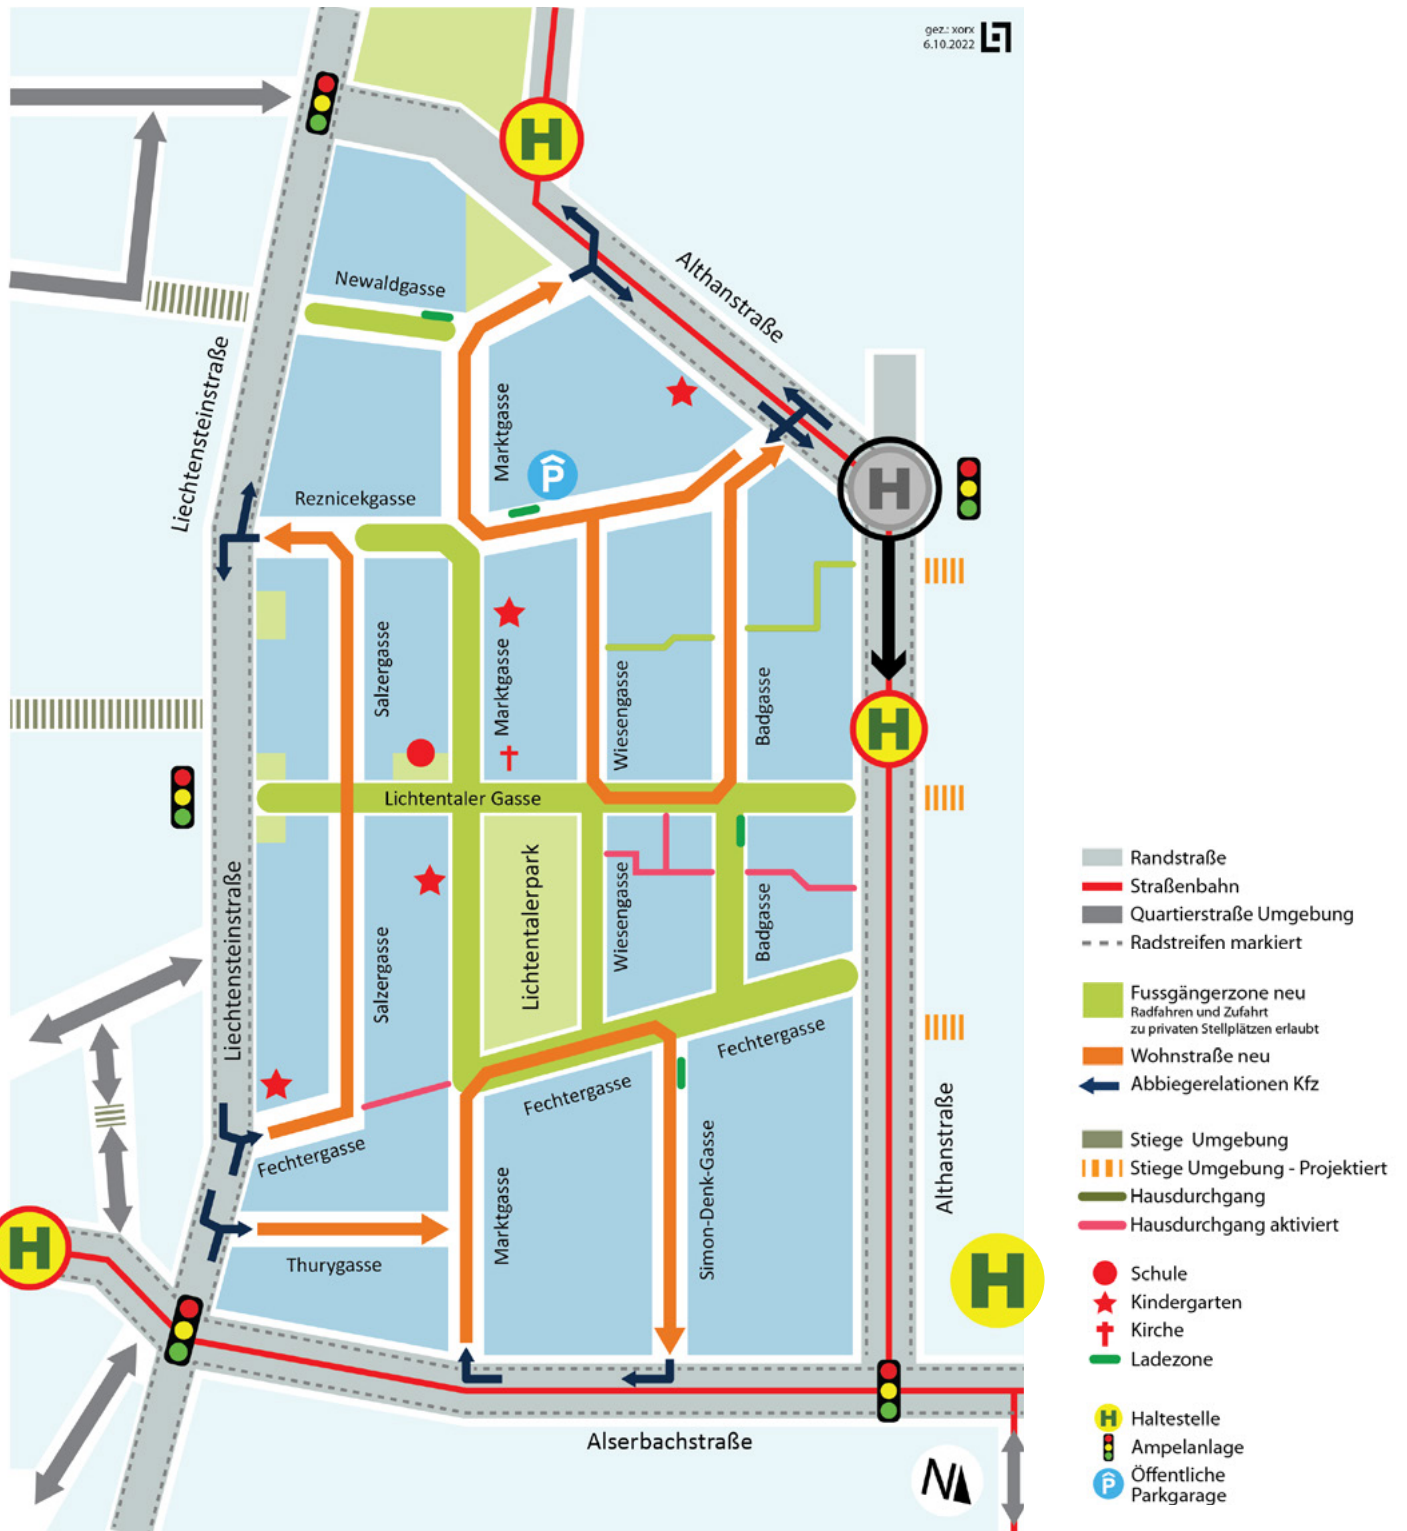 gez.: xorx
6.10.2022
H
Althanstraße
Newaldgasse
Liechtensteinstraße
Marktgasse
P
Reznicekgasse
H
Salzergasse
Marktgasse
Wiesengasse
Badgasse
H
Lichtentaler Gasse
Liechtensteinstraße
Salzergasse
Lichtentalerpark
Wiesengasse
Badgasse
Fechtergasse
Fechtergasse
Fechtergasse
Althanstraße
H
Thurygasse
Marktgasse
Simon-Denk-Gasse
H
Alserbachstraße
N
Randstraße
Straßenbahn
Quartierstraße Umgebung
Radstreifen markiert
Fussgängerzone neu
Radfahren und Zufahrt
zu privaten Stellplätzen erlaubt
Wohnstraße neu
Abbiegerelationen Kfz
Stiege Umgebung
Stiege Umgebung - Projektiert
Hausdurchgang
Hausdurchgang aktiviert
Schule
Kindergarten
Kirche
Ladezone
H Haltestelle
Ampelanlage
P Öffentliche
Parkgarage